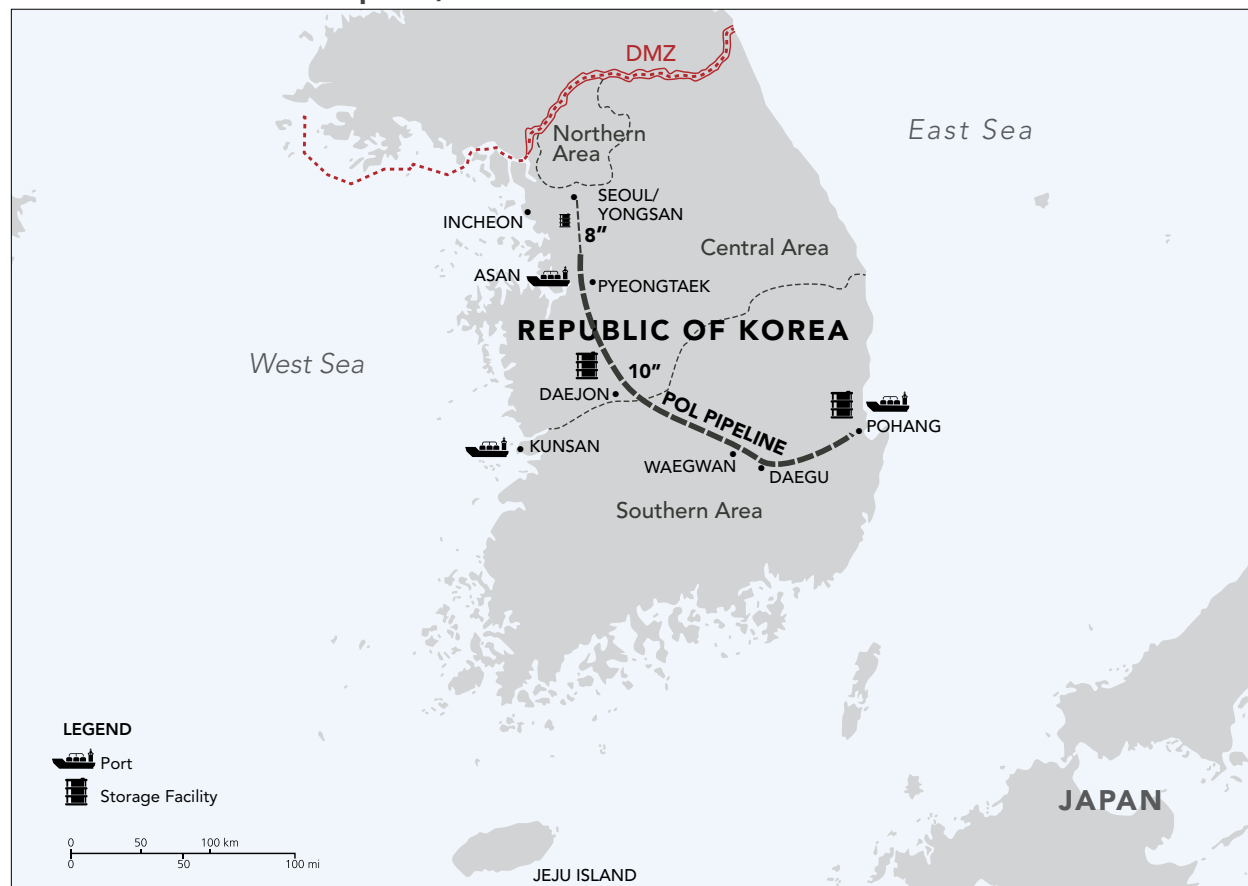 DMZ
East Sea
Northern
Area
SEOUL/
YONGSAN
INCHEON
8”
Central Area
ASAN
PYEONGTAEK
REPUBLIC OF KOREA
West Sea
10”
DAEJON
POL PIPELINE
POHANG
KUNSAN
WAEGWAN
DAEGU
Southern Area
LEGEND
Port
Storage Facility
JAPAN
0 50 100 km
0 50 100 mi
JEJU ISLAND